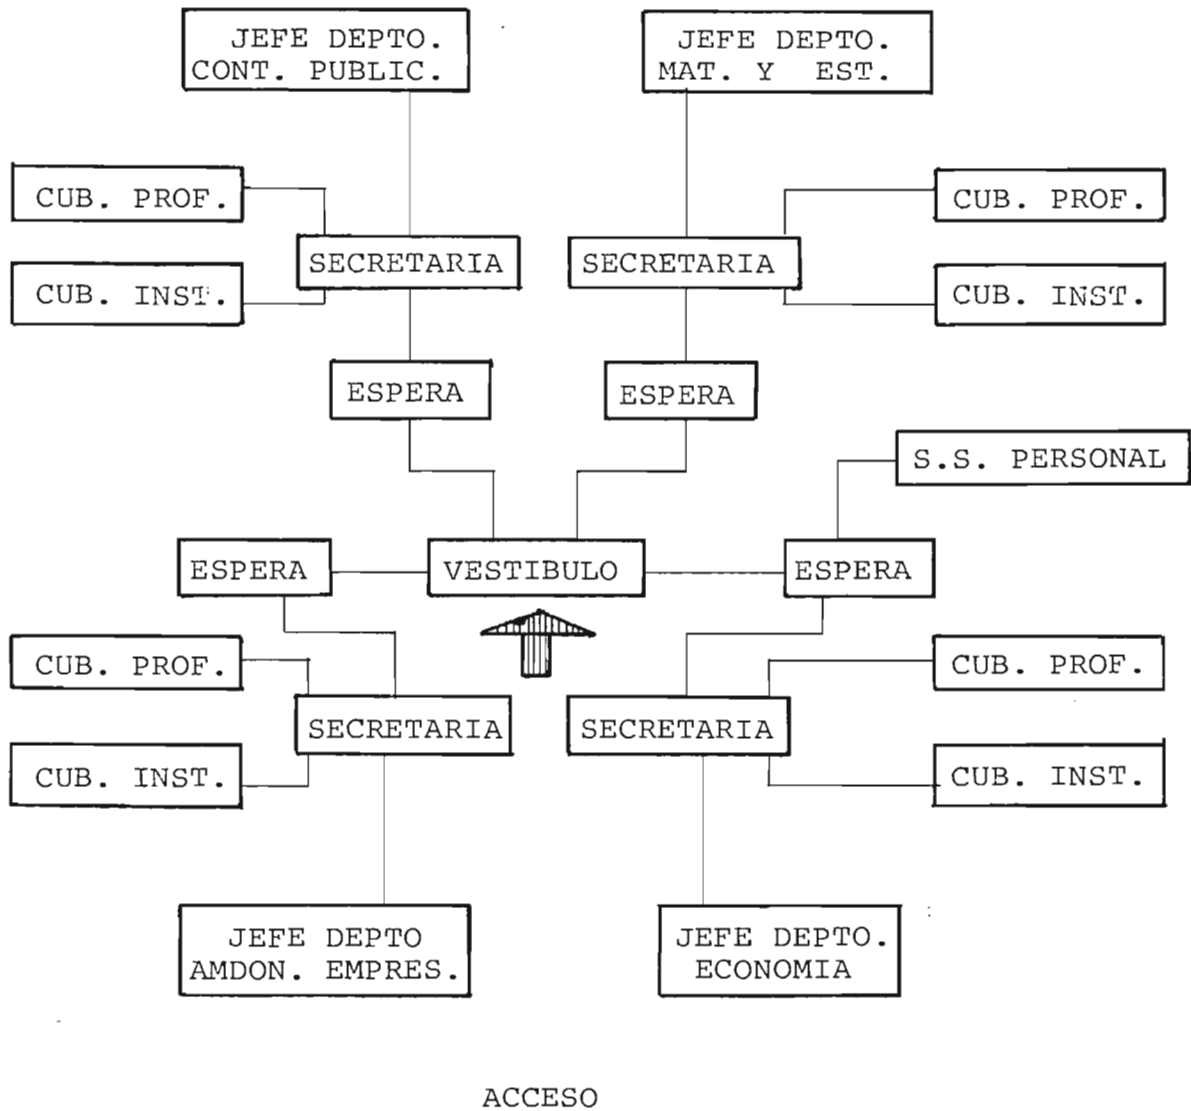 JEFE DEPTO.
CONT. PUBLIC.
JEFE DEPTO.
MAT. Y EST.
CUB. PROF.
CUB. PROF.
SECRETARIA
SECRETARIA
CUB. INST.
CUB. INST.
ESPERA
ESPERA
S.S. PERSONAL
ESPERA
VESTIBULO
ESPERA
CUB. PROF.
CUB. PROF.
SECRETARIA
SECRETARIA
CUB. INST.
CUB. INST.
JEFE DEPTO
AMDON. EMPRES.
JEFE DEPTO.
ECONOMIA
ACCESO